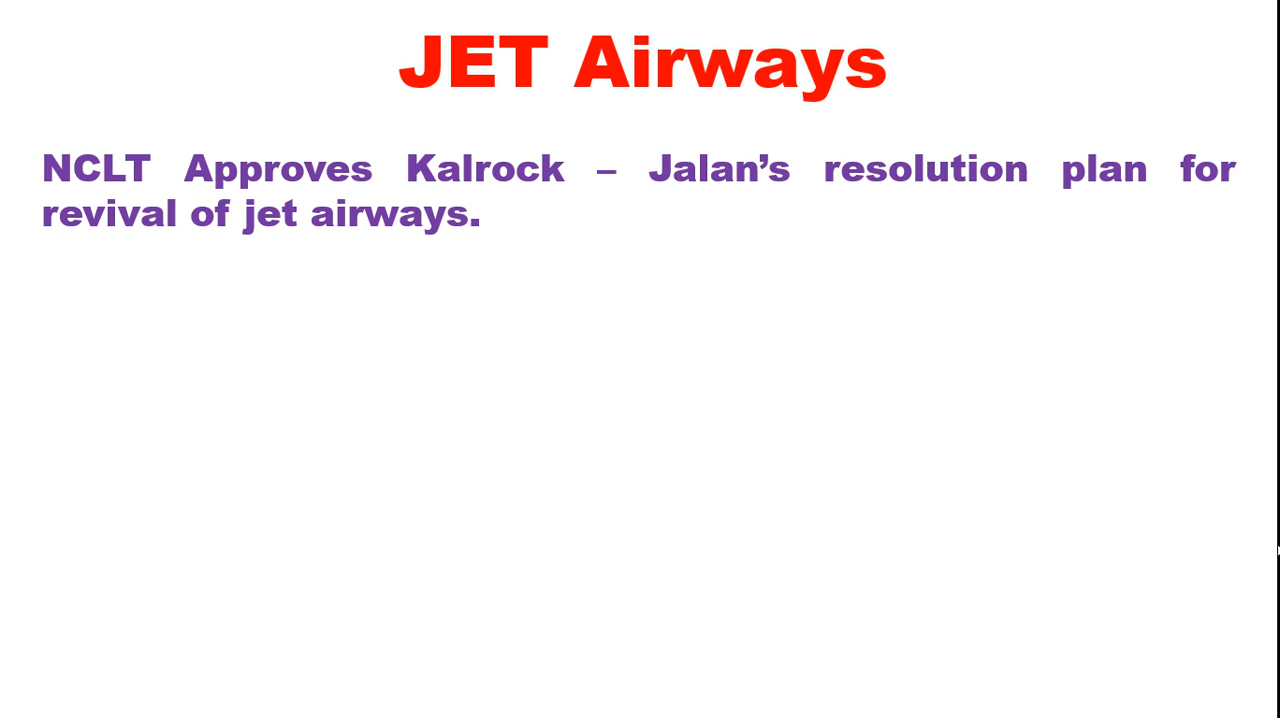 JET Airways
NCLT Approves Kalrock – Jalan’s resolution plan for
revival of jet airways.